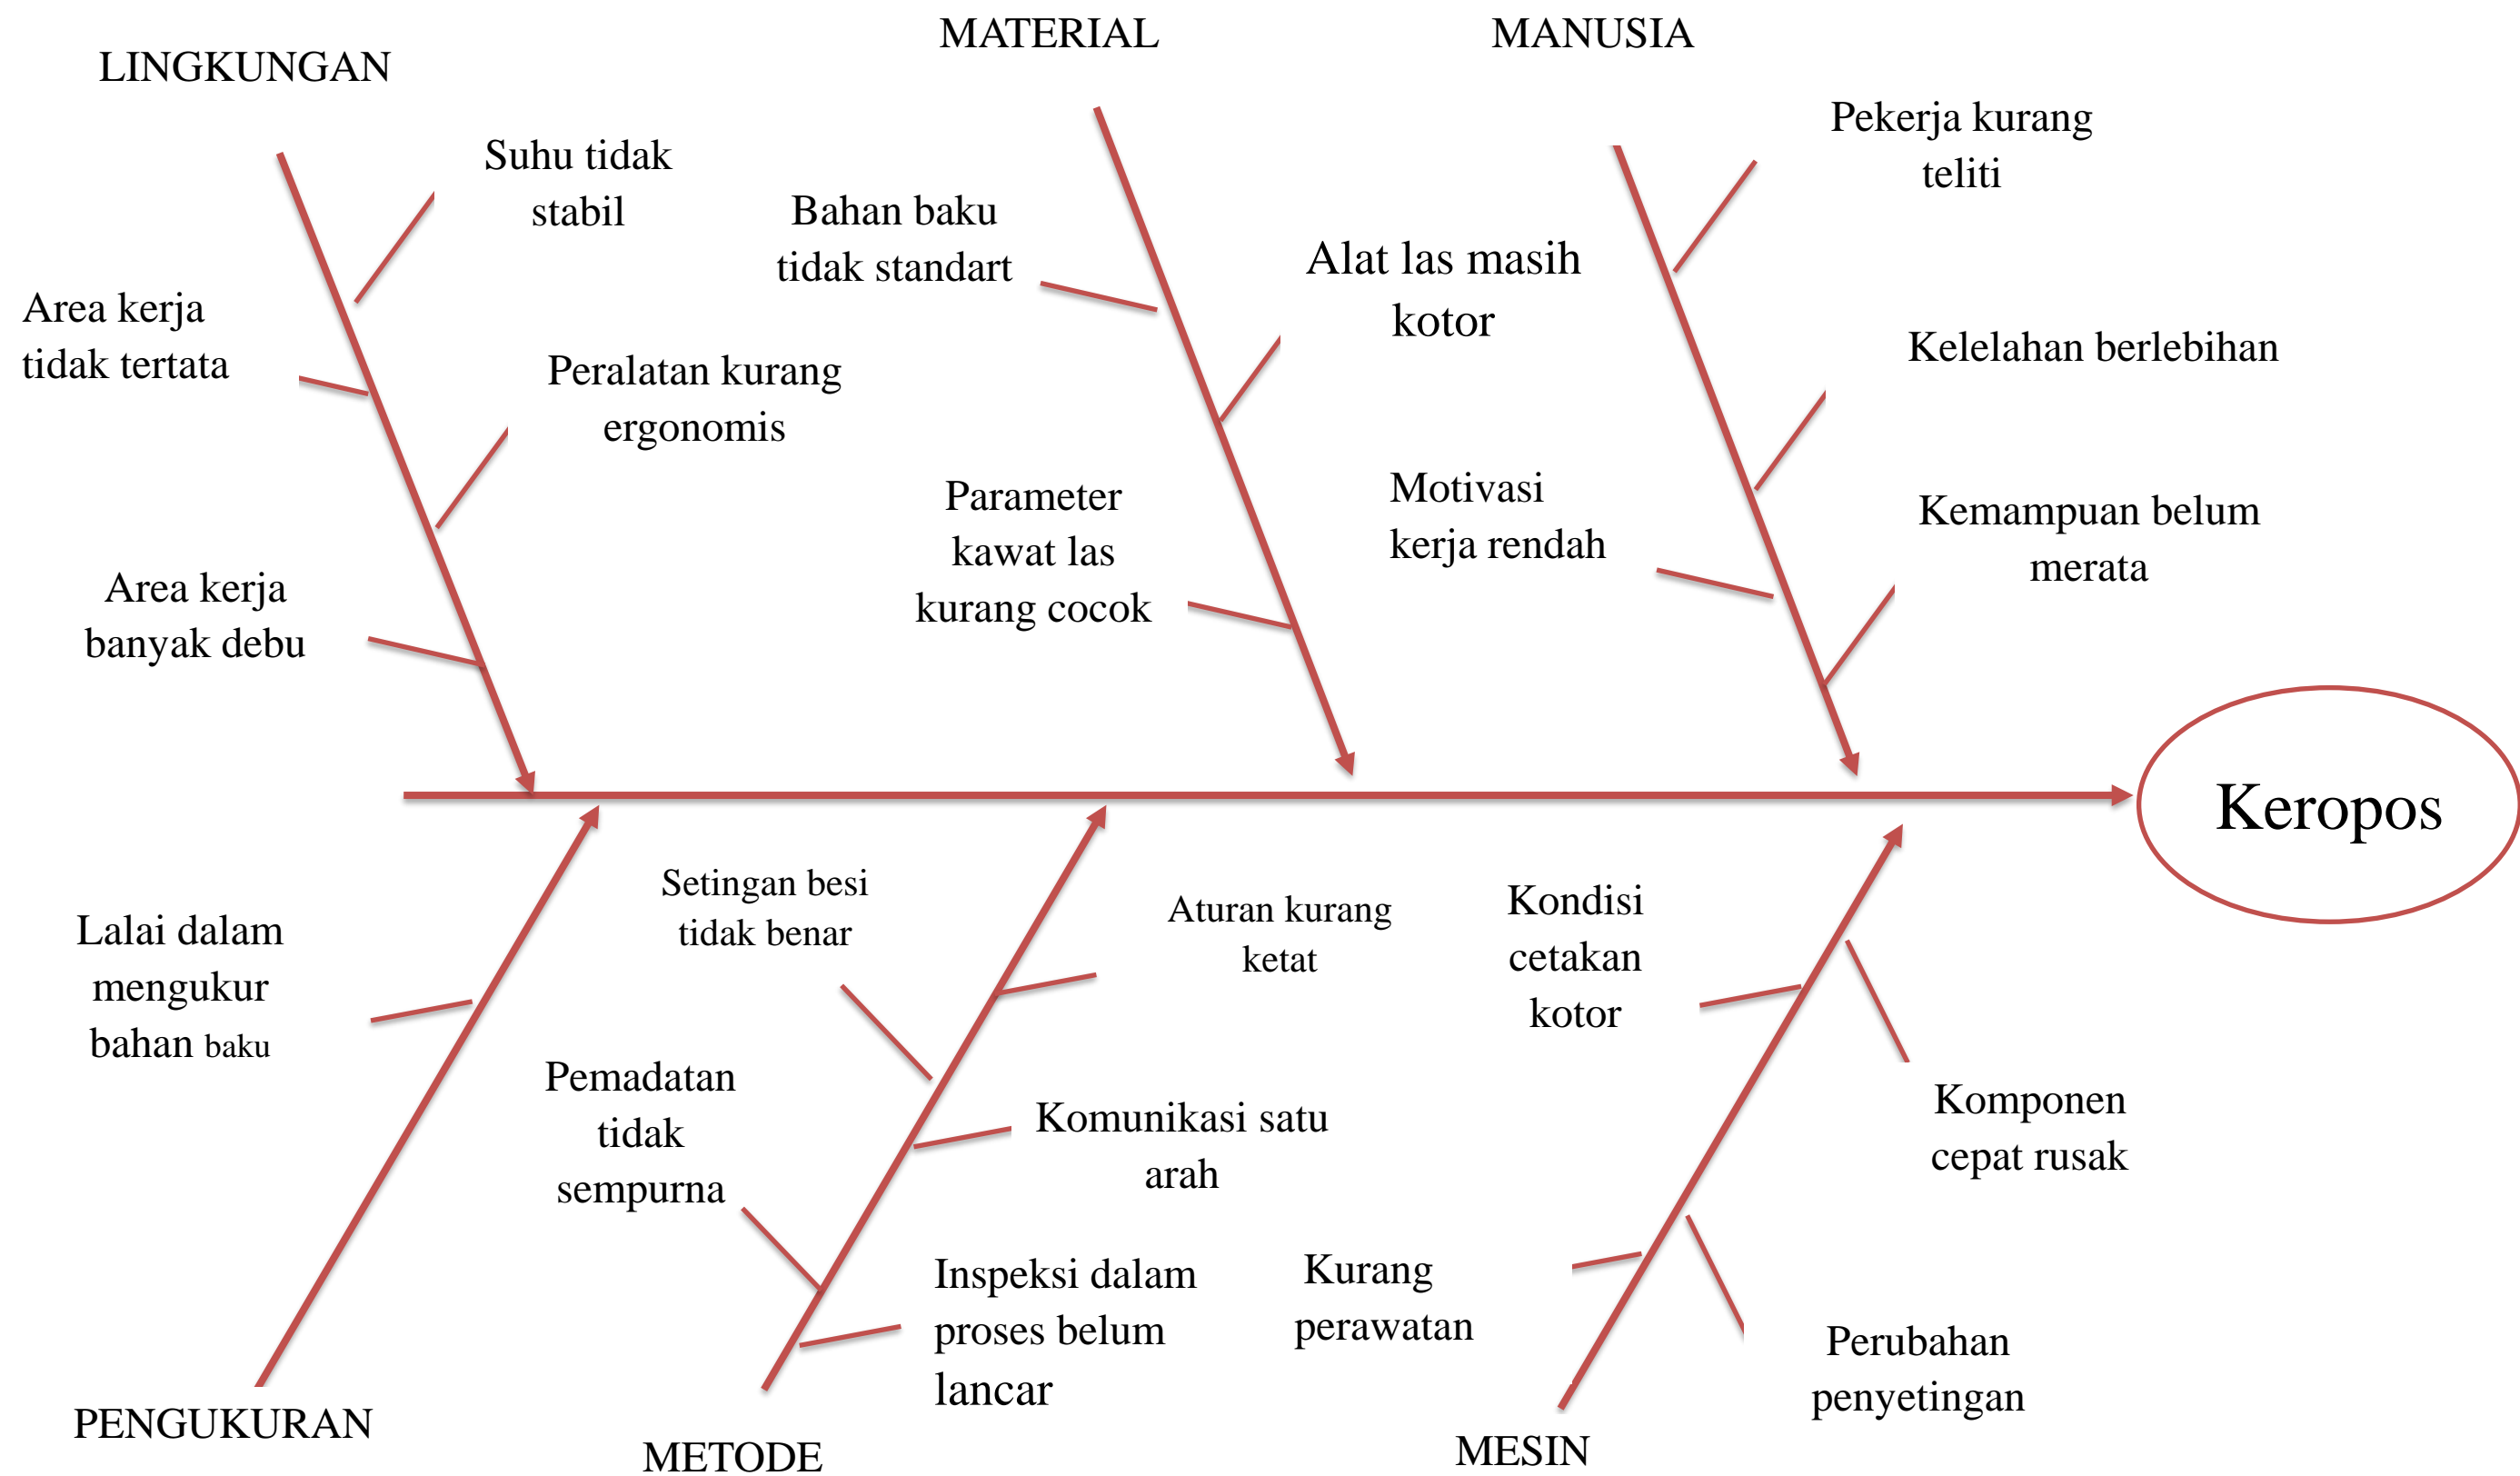 LINGKUNGAN
MATERIAL
MANUSIA
Suhu tidak
stabil
Area kerja
tidak tertata
Peralatan kurang
ergonomis
Area kerja
banyak debu
Bahan baku
tidak standart
Alat las masih
kotor
Parameter
kawat las
kurang cocok
Pekerja kurang
teliti
Kelelahan berlebihan
Motivasi
kerja rendah
Kemampuan belum
merata
Keropos
Lalai dalam
mengukur
bahan baku
Setingan besi
tidak benar
Aturan kurang
ketat
Pemadatan
tidak
sempurna
Komunikasi satu
arah
Inspeksi dalam
proses belum
lancar
Kondisi
cetakan
kotor
Komponen
cepat rusak
Kurang
perawatan
Perubahan
penyetingan
PENGUKURAN
METODE
MESIN